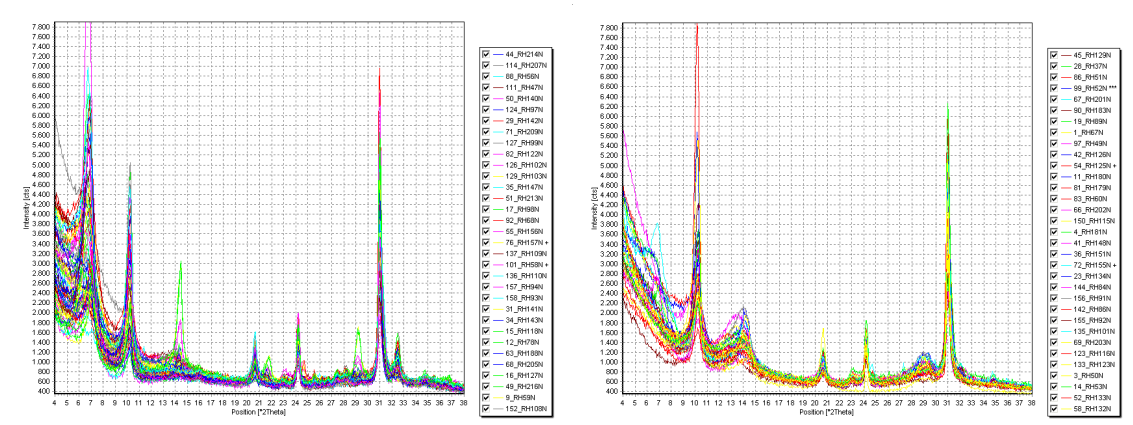 7.800
7.600
7.400
7.200
7.000
6.800
6.600
6.400
6.200
6.000
5.800
5.600
5.400
5.200
5.000
4.800
4.600
4.400
4.200
4.000
3.800
3.600
3.400
3.200
3.000
2.800
2.600
2.400
2.200
2.000
1.800
1.600
1.400
1.200
1.000
800
600
400
Intensity [cts]
4 5 6 7 8 9 10 11 12 13 14 15 16 17 18 19 20 21 22 23 24 25 26 27 28 29 30 31 32 33 34 35 36 37 38
Position [°2Theta]
44_RH214N
114_RH207N
88_RH56N
111_RH47N
50_RH140N
124_RH97N
29_RH142N
71_RH209N
127_RH99N
82_RH122N
126_RH102N
129_RH103N
35_RH147N
51_RH213N
17_RH98N
92_RH68N
55_RH156N
76_RH157N +
137_RH109N
101_RH58N +
136_RH110N
157_RH94N
158_RH93N
31_RH141N
34_RH143N
15_RH118N
12_RH78N
63_RH188N
68_RH205N
16_RH127N
49_RH216N
9_RH59N
152_RH108N
7.800
7.600
7.400
7.200
7.000
6.800
6.600
6.400
6.200
6.000
5.800
5.600
5.400
5.200
5.000
4.800
4.600
4.400
4.200
4.000
3.800
3.600
3.400
3.200
3.000
2.800
2.600
2.400
2.200
2.000
1.800
1.600
1.400
1.200
1.000
800
600
400
Intensity [cts]
4 5 6 7 8 9 10 11 12 13 14 15 16 17 18 19 20 21 22 23 24 25 26 27 28 29 30 31 32 33 34 35 36 37 38
Position [°2Theta]
45_RH129N
28_RH37N
86_RH51N
99_RH52N ***
67_RH201N
90_RH183N
19_RH89N
1_RH67N
97_RH49N
42_RH126N
54_RH125N +
11_RH180N
81_RH179N
83_RH60N
66_RH202N
150_RH115N
4_RH181N
41_RH148N
36_RH151N
72_RH155N +
23_RH134N
144_RH84N
156_RH91N
142_RH86N
155_RH92N
135_RH101N
69_RH203N
123_RH116N
133_RH123N
3_RH50N
14_RH53N
52_RH133N
58_RH132N